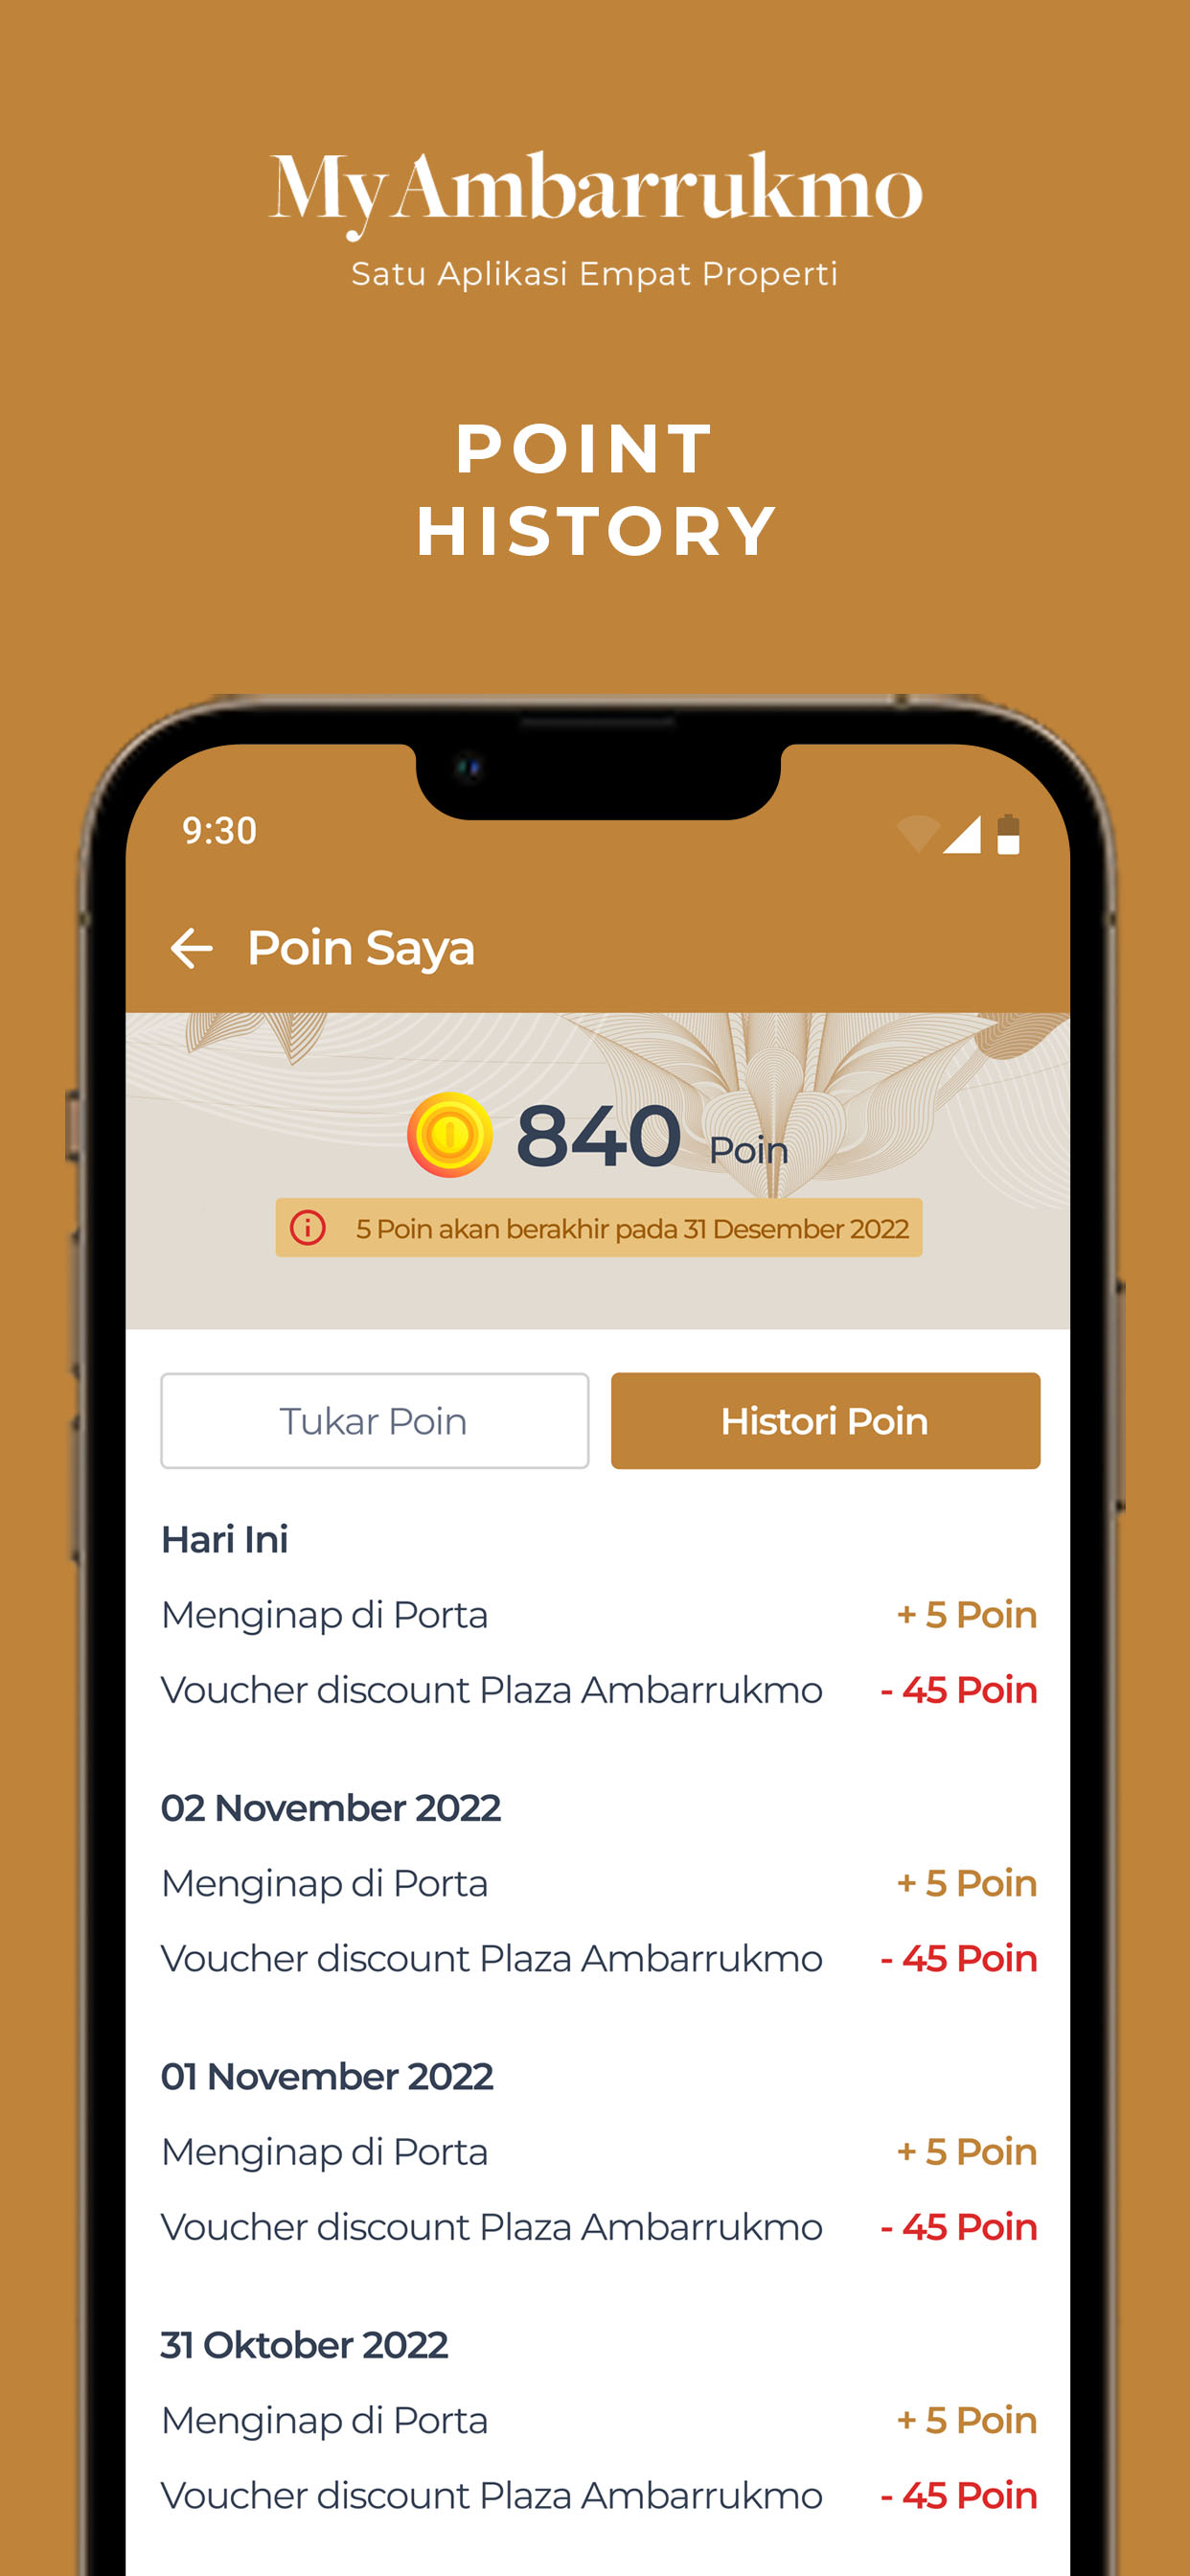 MyAmbarrukmo
Satu Aplikasi Empat Properti
POINT
HISTORY
9:30
Poin Saya
840 Poin
5 Poin akan berakhir pada 31 Desember 2022
Tukar Poin Histori Poin
Hari Ini
Menginap di Porta + 5 Poin
Voucher discount Plaza Ambarrukmo - 45 Poin
02 November 2022
Menginap di Porta + 5 Poin
Voucher discount Plaza Ambarrukmo - 45 Poin
01 November 2022
Menginap di Porta + 5 Poin
Voucher discount Plaza Ambarrukmo - 45 Poin
31 Oktober 2022
Menginap di Porta + 5 Poin
Voucher discount Plaza Ambarrukmo - 45 Poin